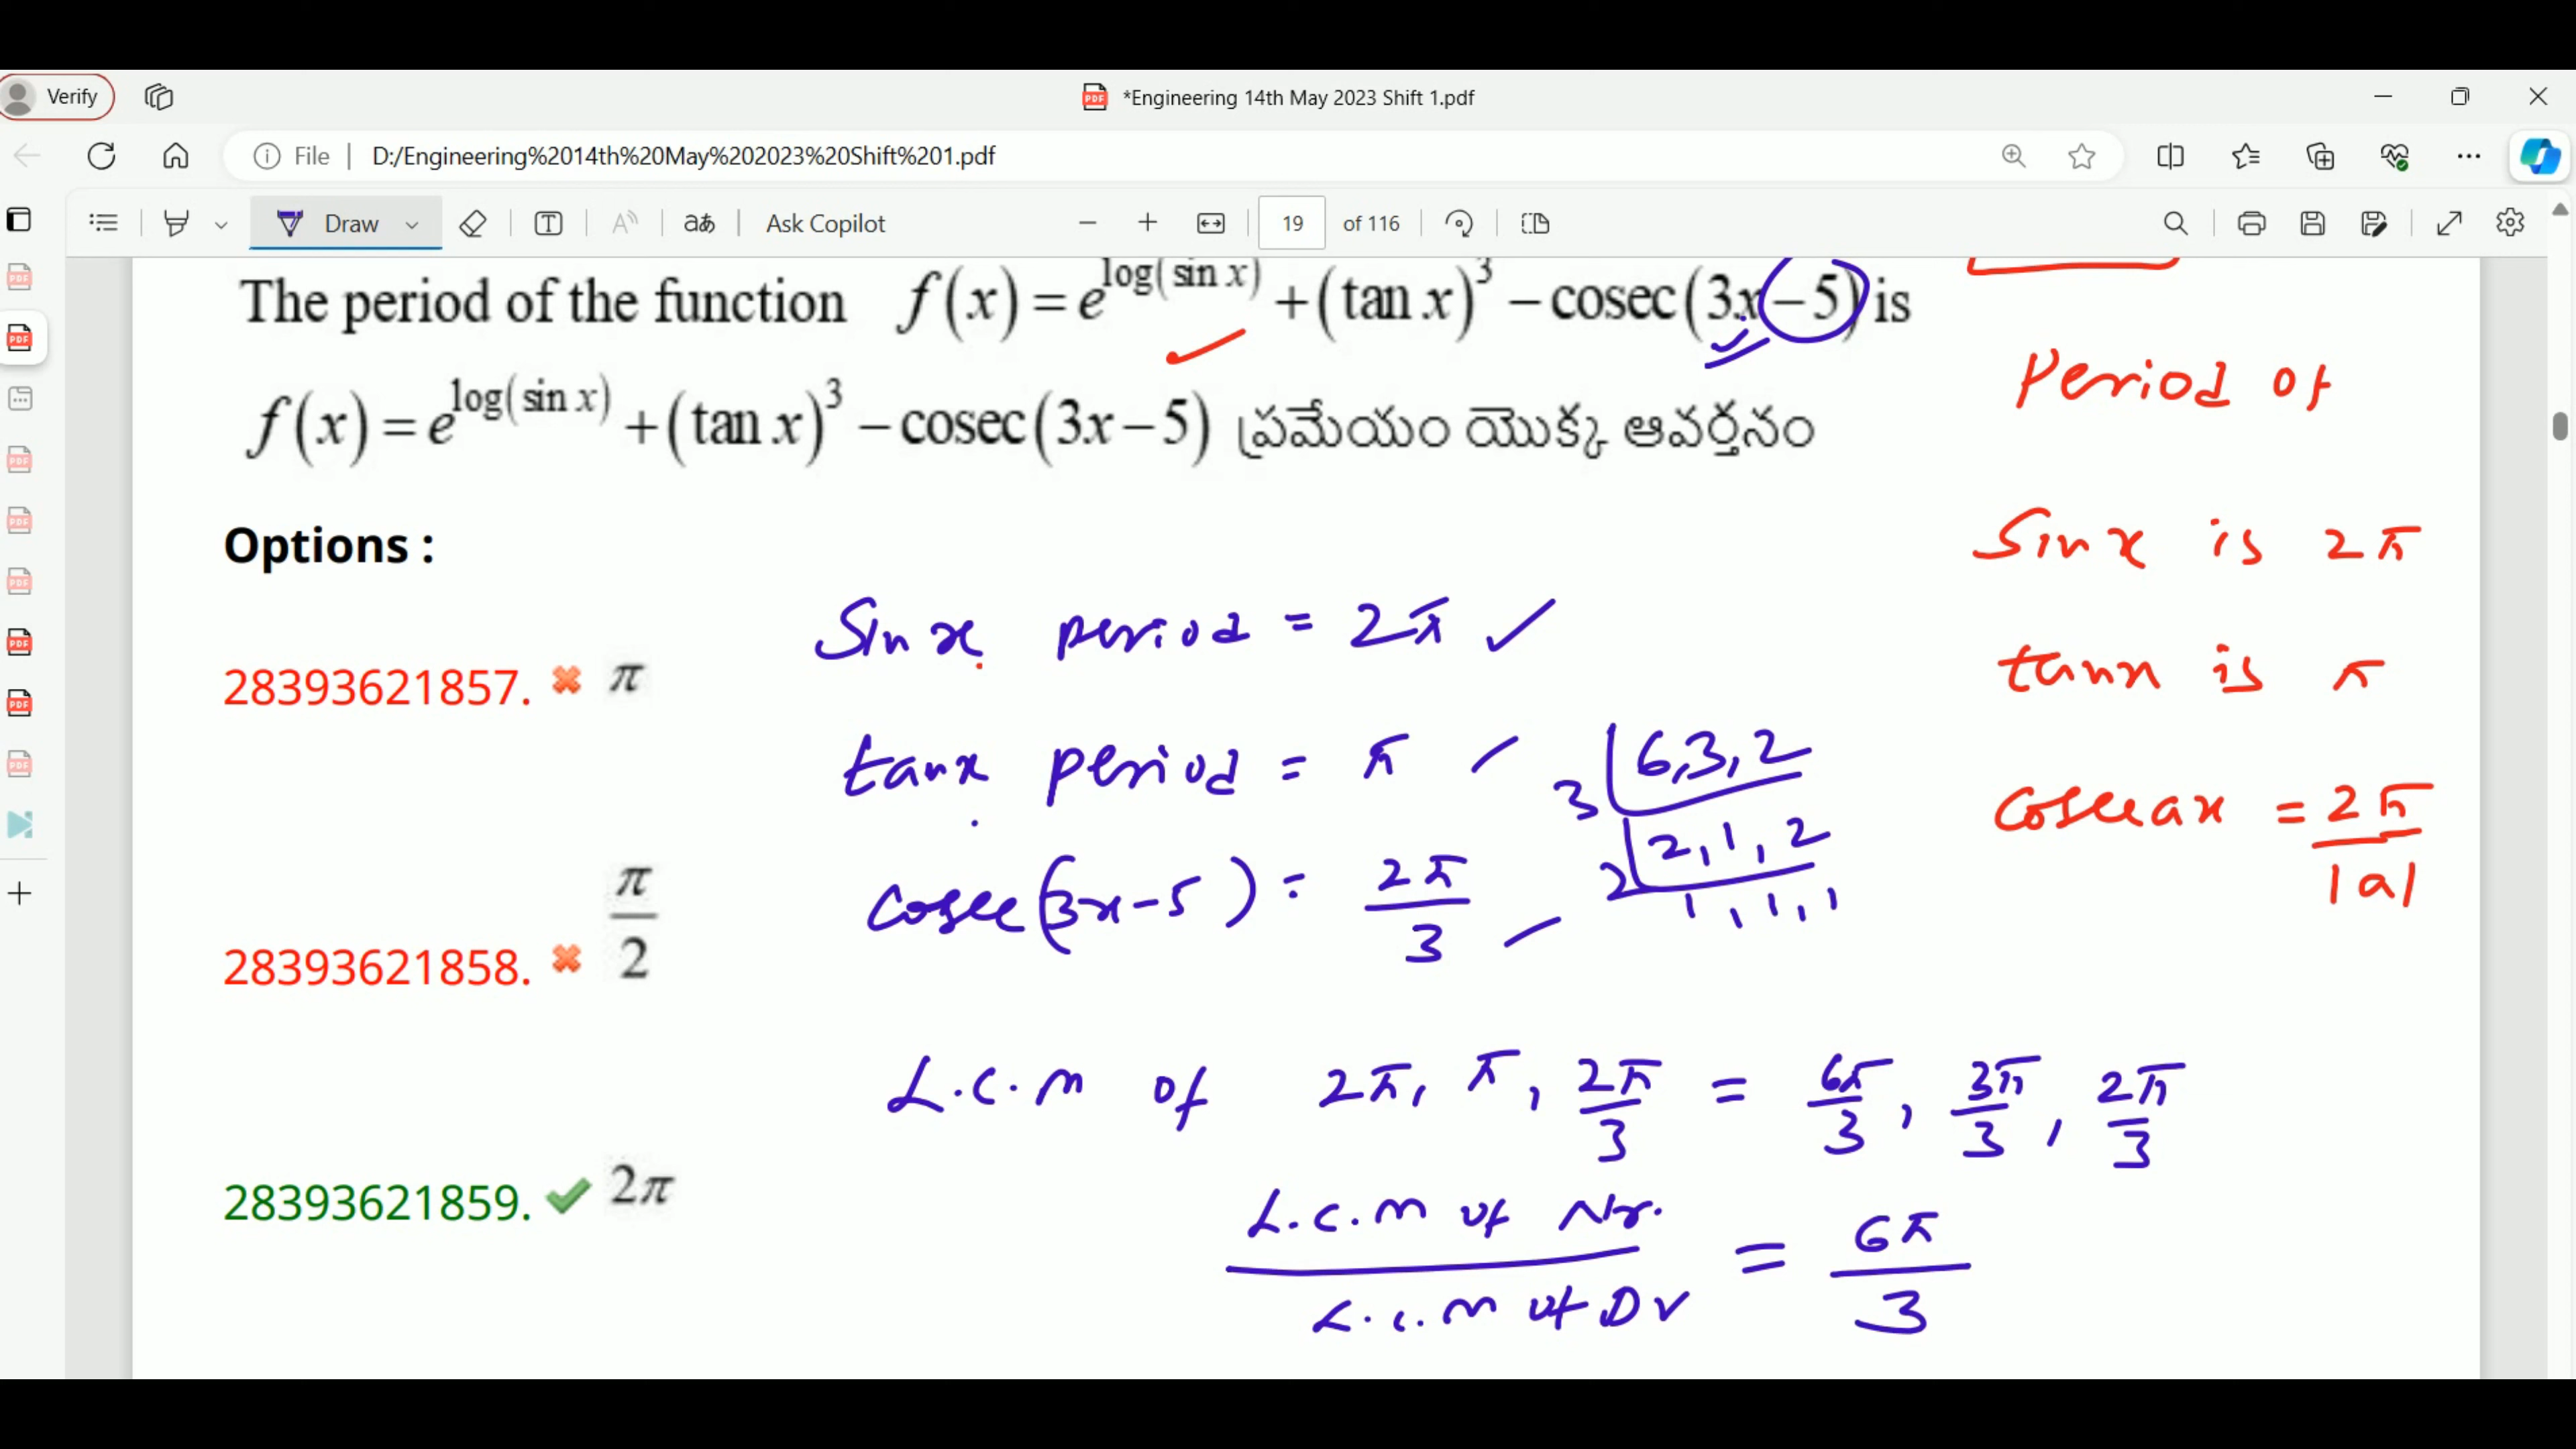 Verify
*Engineering 14th May 2023 Shift 1.pdf
File | D:/Engineering%2014th%20May%202023%20Shift%201.pdf
Draw
aあ
Ask Copilot
19 of 116
The period of the function f(x) = e^log(sin x) + (tan x)^3 − cosec(3x − 5) is
f(x) = e^log(sin x) + (tan x)^3 − cosec(3x − 5) ప్రమేయం యొక్క ఆవర్తనం
Period of
Sin x is 2π
tan x is π
Cosec ax = 2π/|a|
Options :
28393621857. ✖ π
28393621858. ✖ π/2
28393621859. ✔ 2π
Sin x period = 2π ✓
tan x period = π
Cosec(3x-5) = 2π/3
3 | 6, 3, 2
2 | 2, 1, 2
1, 1, 1
L.C.M of 2π, π, 2π/3 = 6π/3, 3π/3, 2π/3
L.C.M of Nr. / L.C.M of Dr = 6π/3